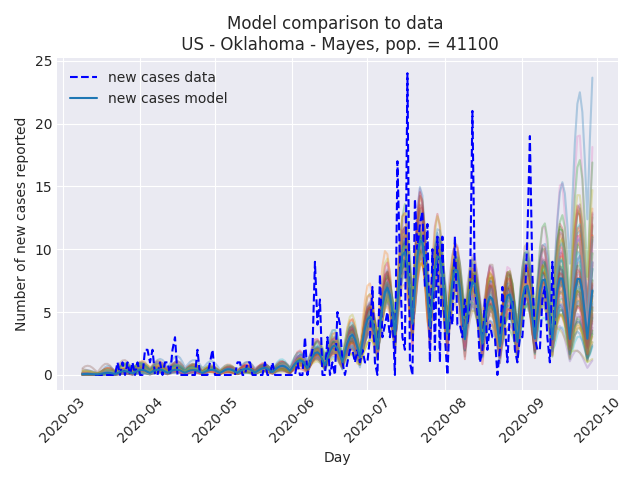 Model comparison to data
US - Oklahoma - Mayes, pop. = 41100
25
20
15
10
5
0
Number of new cases reported
new cases data
new cases model
2020-03
2020-04
2020-05
2020-06
2020-07
2020-08
2020-09
2020-10
Day